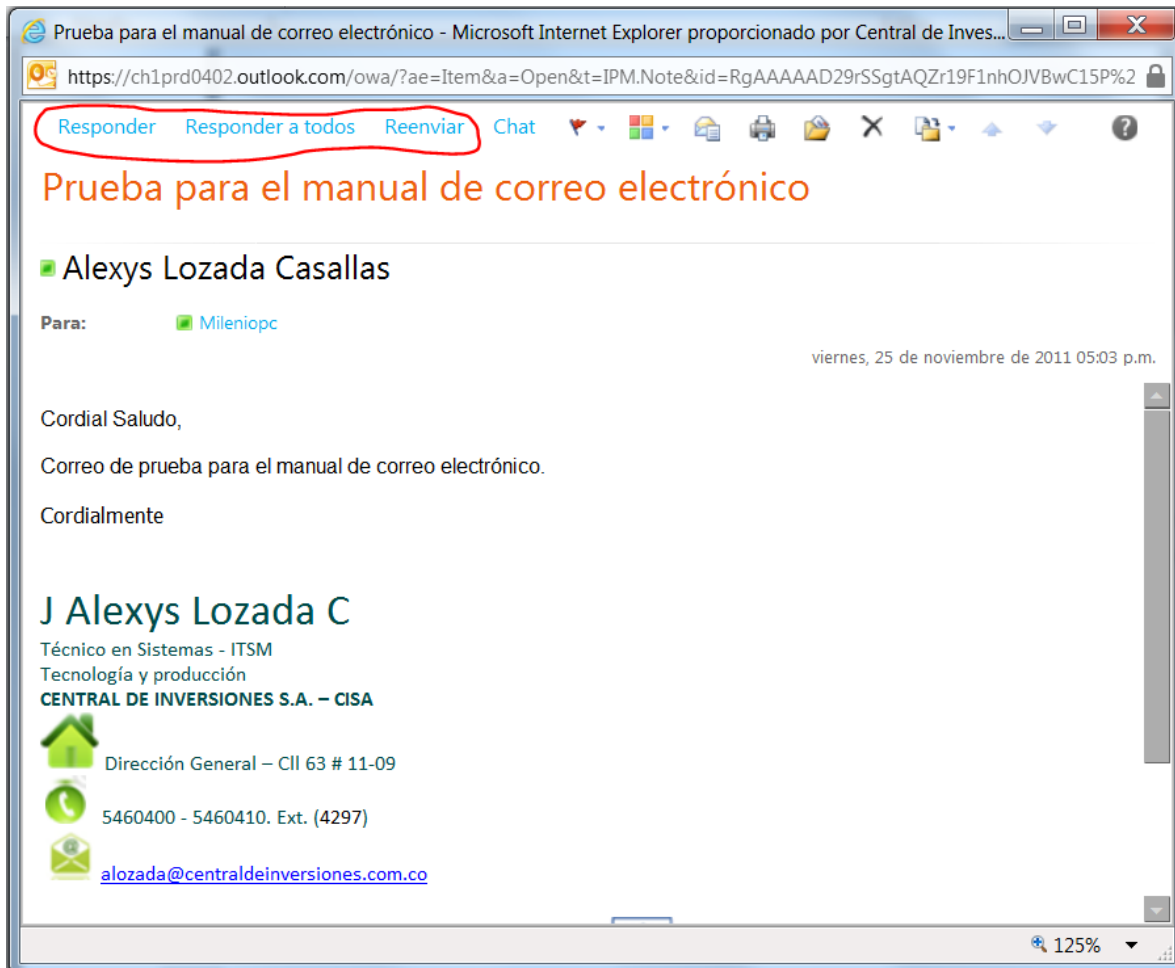 Prueba para el manual de correo electrónico - Microsoft Internet Explorer proporcionado por Central de Inves...
https://ch1prd0402.outlook.com/owa/?ae=Item&a=Open&t=IPM.Note&id=RgAAAAAD29rSSgtAQZr19F1nhOJVBwC15P%2
Responder Responder a todos Reenviar Chat
Prueba para el manual de correo electrónico
Alexys Lozada Casallas
Para: Mileniopc
viernes, 25 de noviembre de 2011 05:03 p.m.
Cordial Saludo,
Correo de prueba para el manual de correo electrónico.
Cordialmente
J Alexys Lozada C
Técnico en Sistemas - ITSM
Tecnología y producción
CENTRAL DE INVERSIONES S.A. – CISA
Dirección General – Cll 63 # 11-09
5460400 - 5460410. Ext. (4297)
alozada@centraldeinversiones.com.co
125%